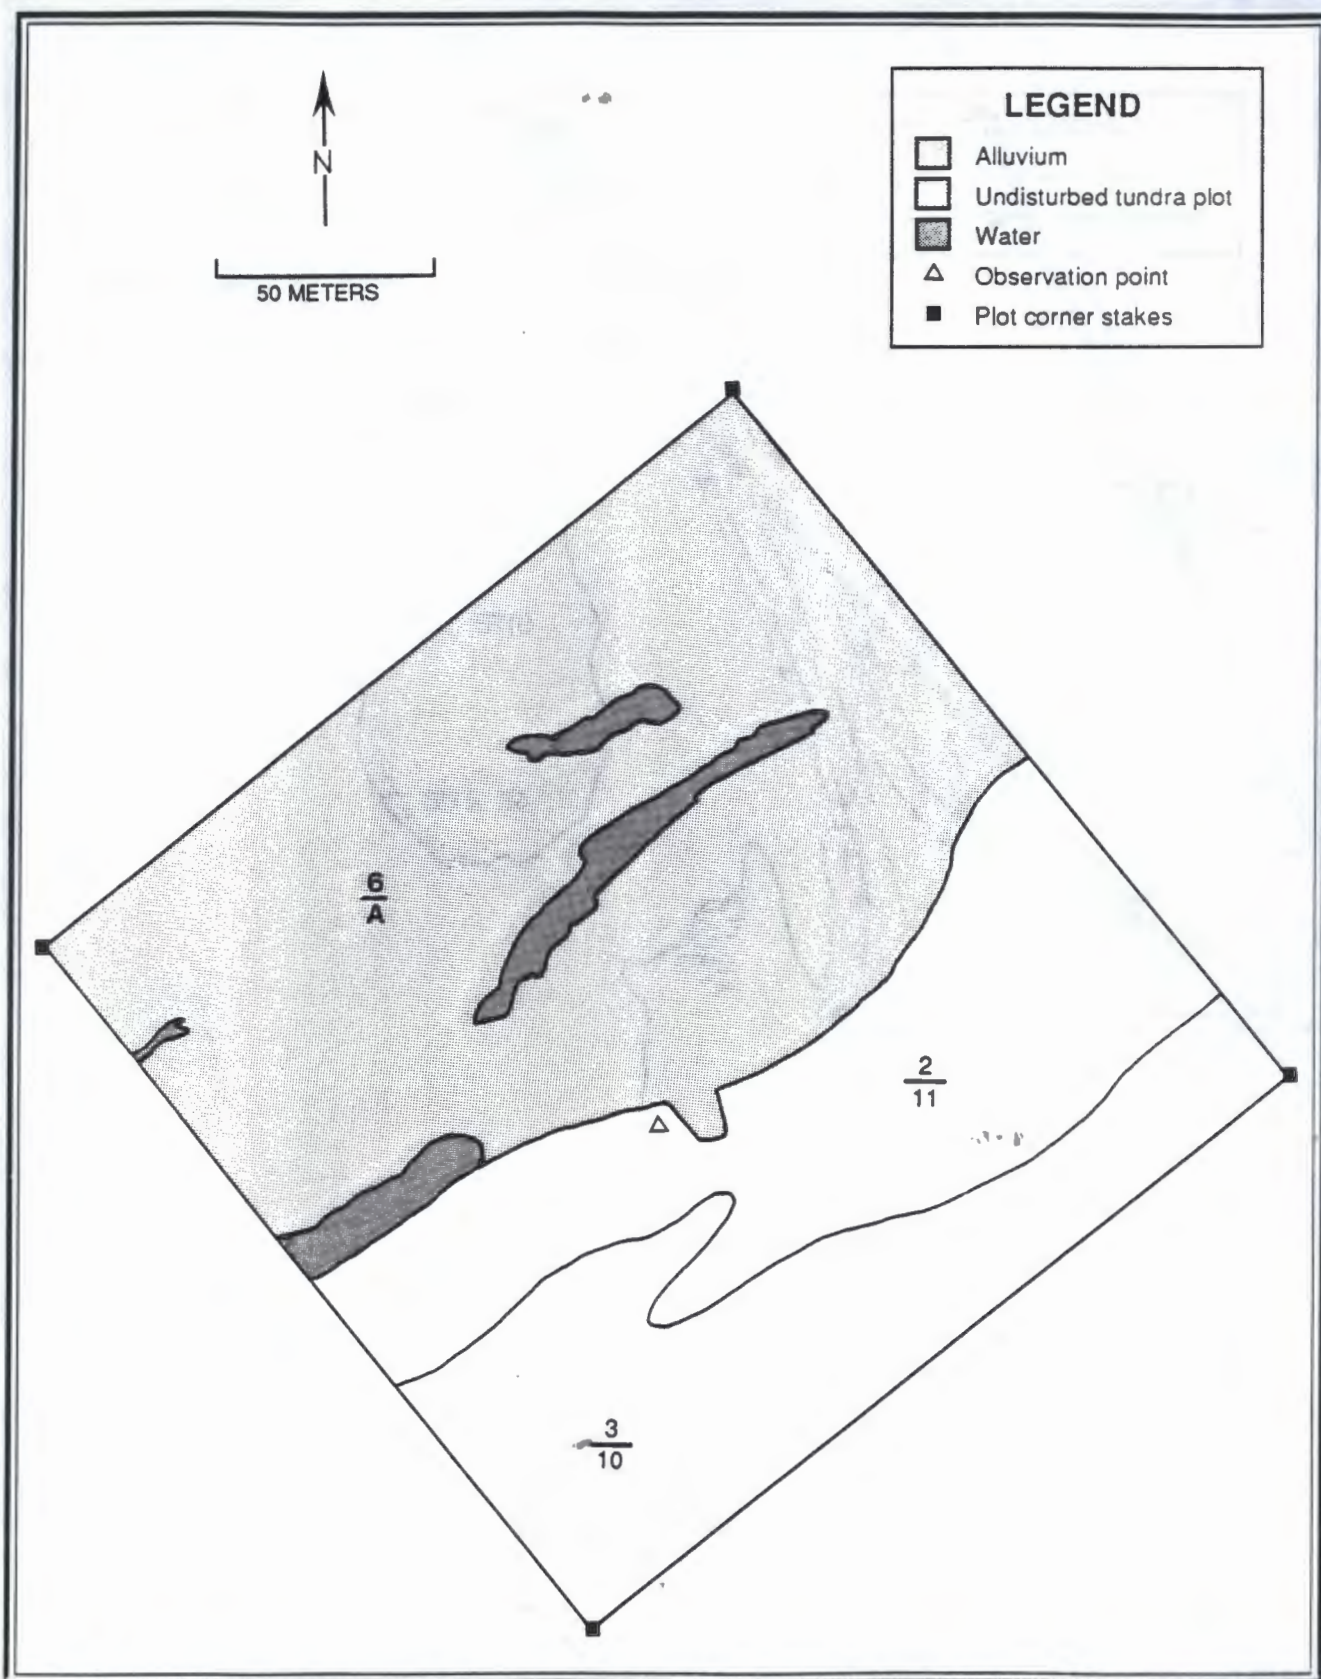 N
50 METERS
LEGEND
Alluvium
Undisturbed tundra plot
Water
Observation point
Plot corner stakes
6
A
2
11
3
10